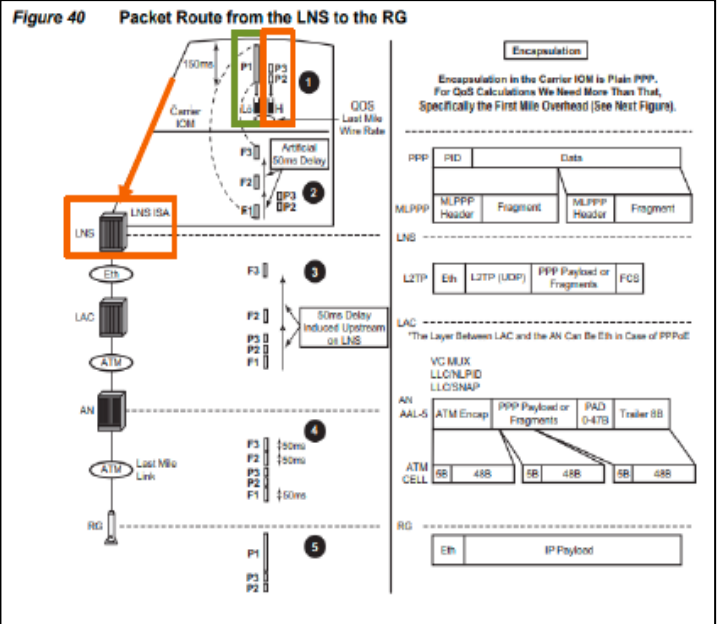 Figure 40 Packet Route from the LNS to the RG
150ms
P1
P3
P2
1
Lo
Hi
Carrier
IOM
QOS
Last Mile
Wire Rate
F3
Artificial
50ms Delay
F2
2
P3
P2
F1
LNS ISA
LNS
Eth
F3
3
LAC
F2
50ms Delay
Induced Upstream
on LNS
P3
P2
F1
ATM
AN
4
F3
50ms
F2
50ms
P3
P2
F1
50ms
ATM
Last Mile
Link
RG
5
P1
P3
P2
Encapsulation
Encapsulation in the Carrier IOM is Plain PPP.
For QoS Calculations We Need More Than That,
Specifically the First Mile Overhead (See Next Figure).
PPP
PID
Data
MLPPP
MLPPP
Header
Fragment
MLPPP
Header
Fragment
LNS
L2TP
Eth
L2TP (UDP)
PPP Payload or
Fragments
FCS
LAC
*The Layer Between LAC and the AN Can Be Eth in Case of PPPoE
VC MUX
LLC/NLPID
LLC/SNAP
AN
AAL-5
ATM Encap
PPP Payload or
Fragments
PAD
0-47B
Trailer 8B
ATM
CELL
5B
48B
5B
48B
5B
48B
RG
Eth
IP Payload